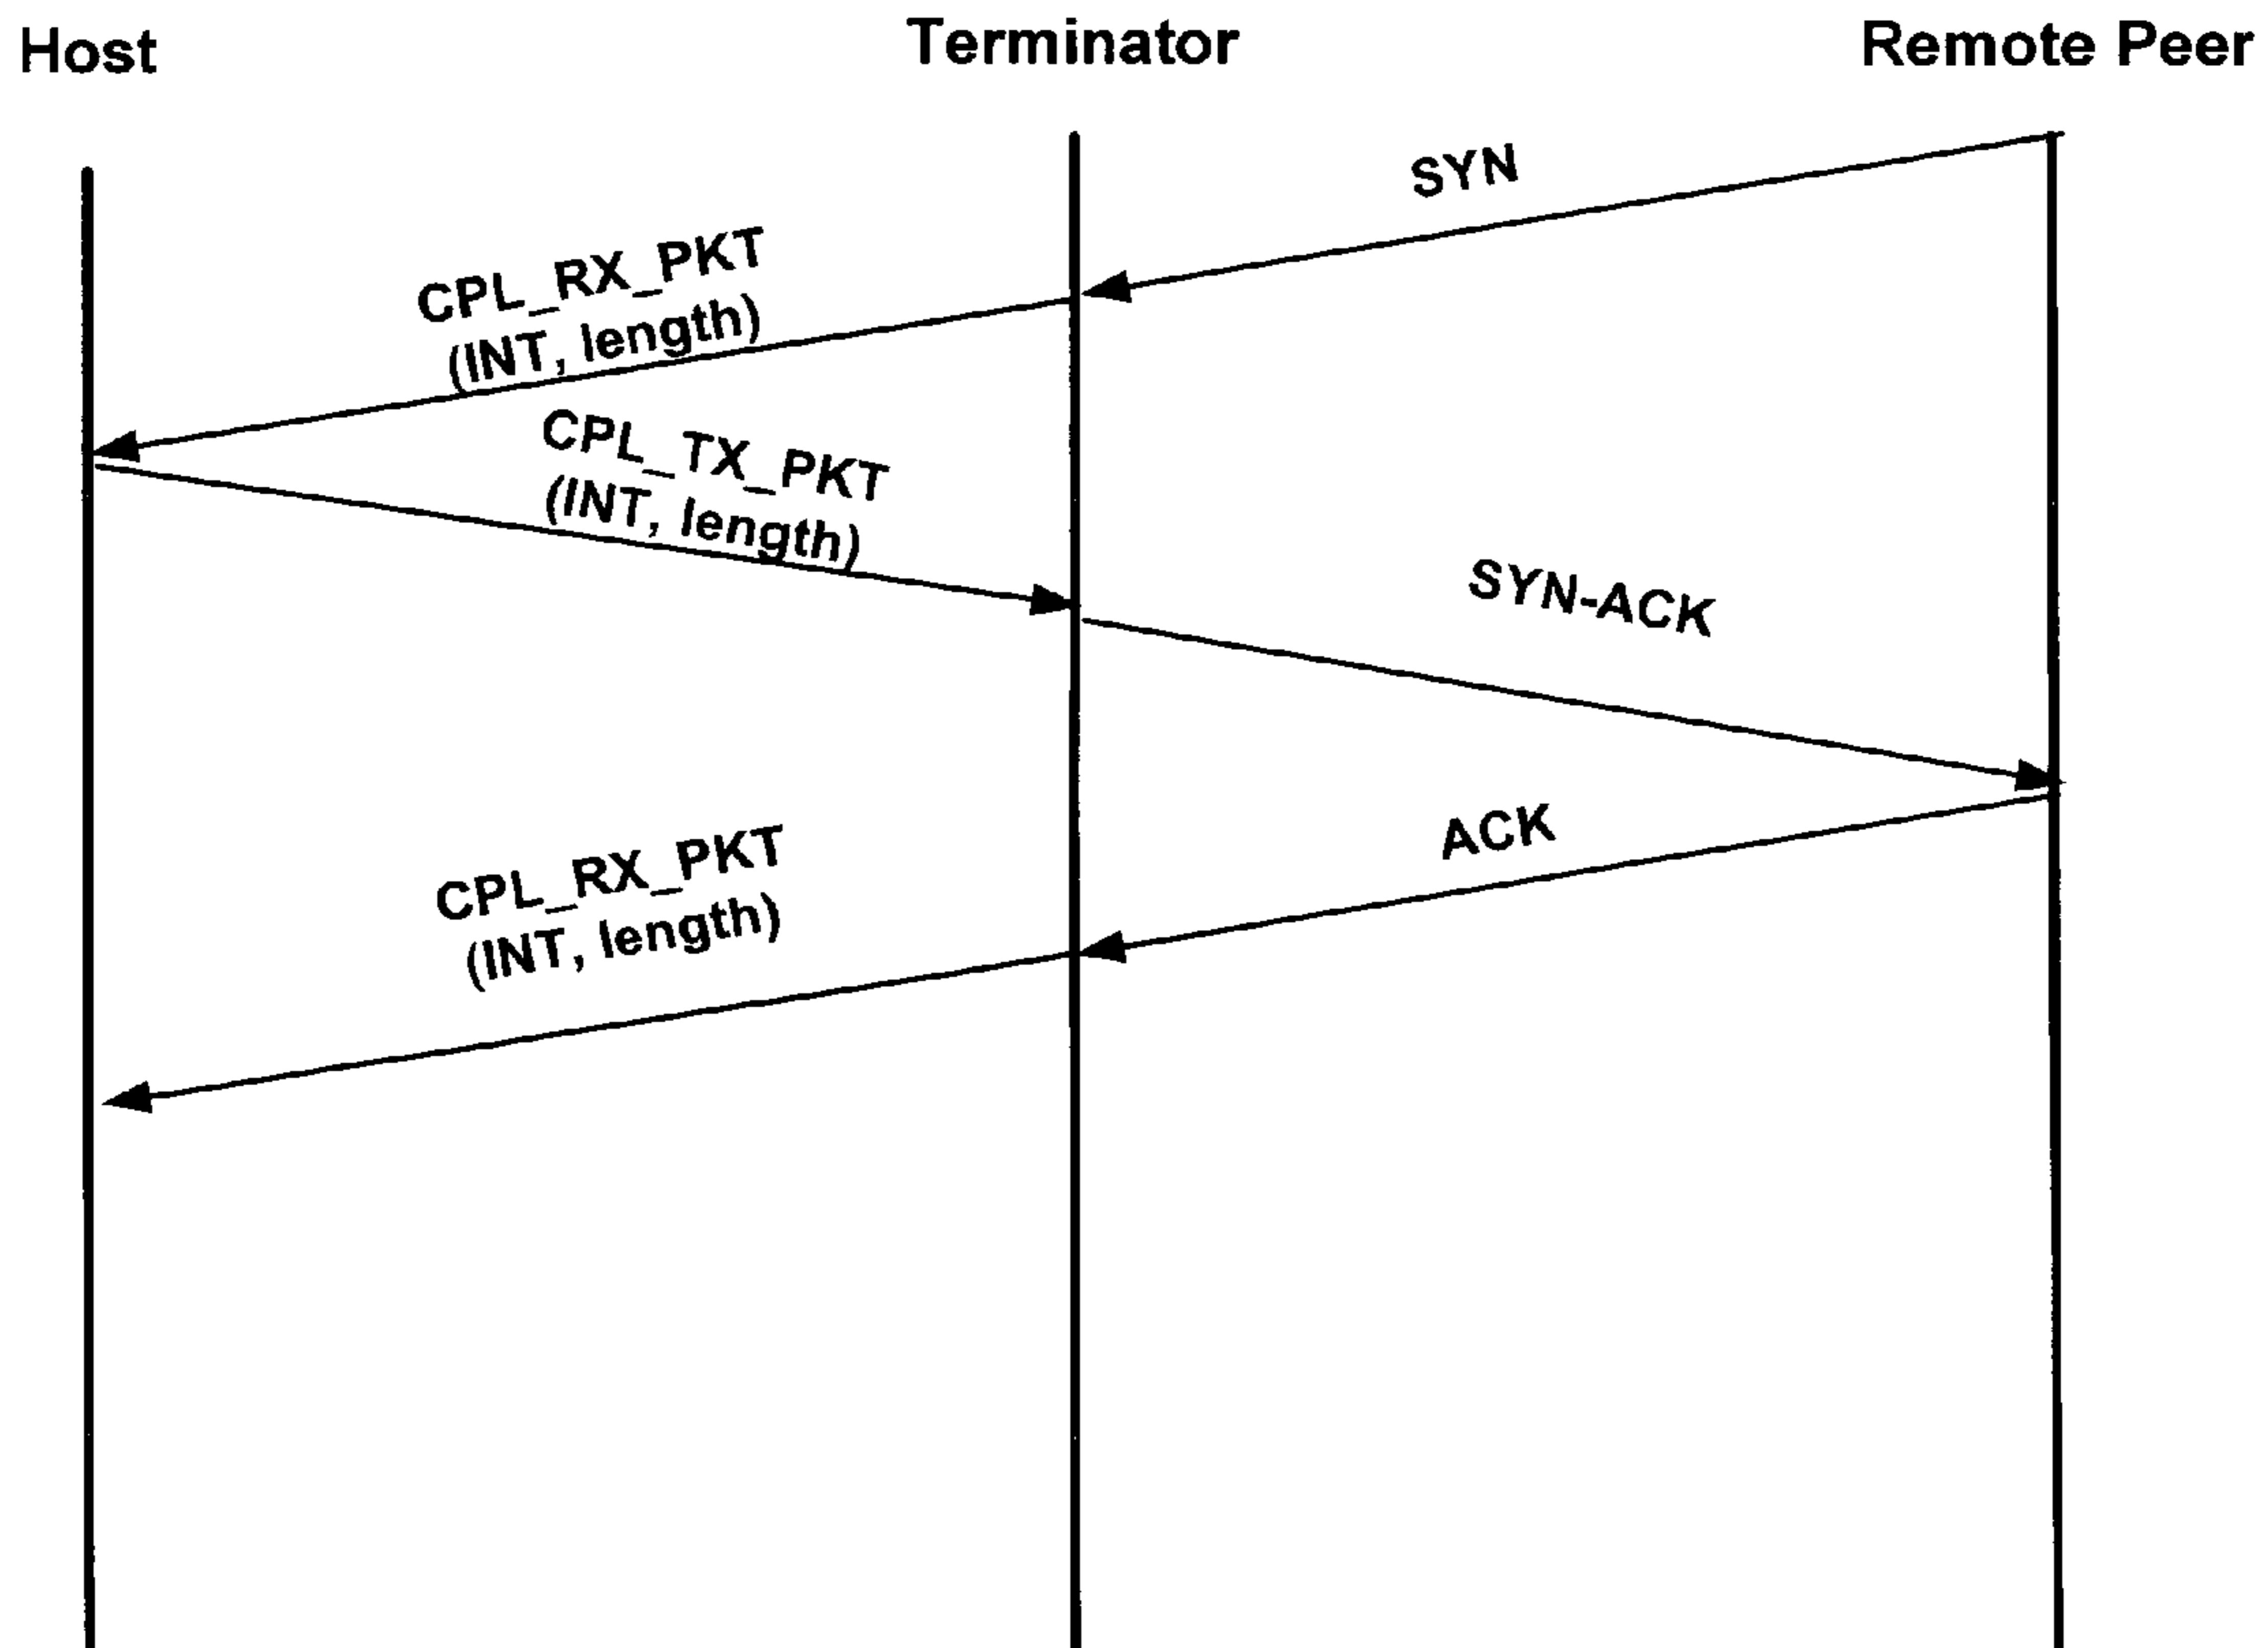 Host
Terminator
Remote Peer
SYN
CPL_RX_PKT
(INT, length)
CPL_TX_PKT
(INT, length)
SYN-ACK
ACK
CPL_RX_PKT
(INT, length)